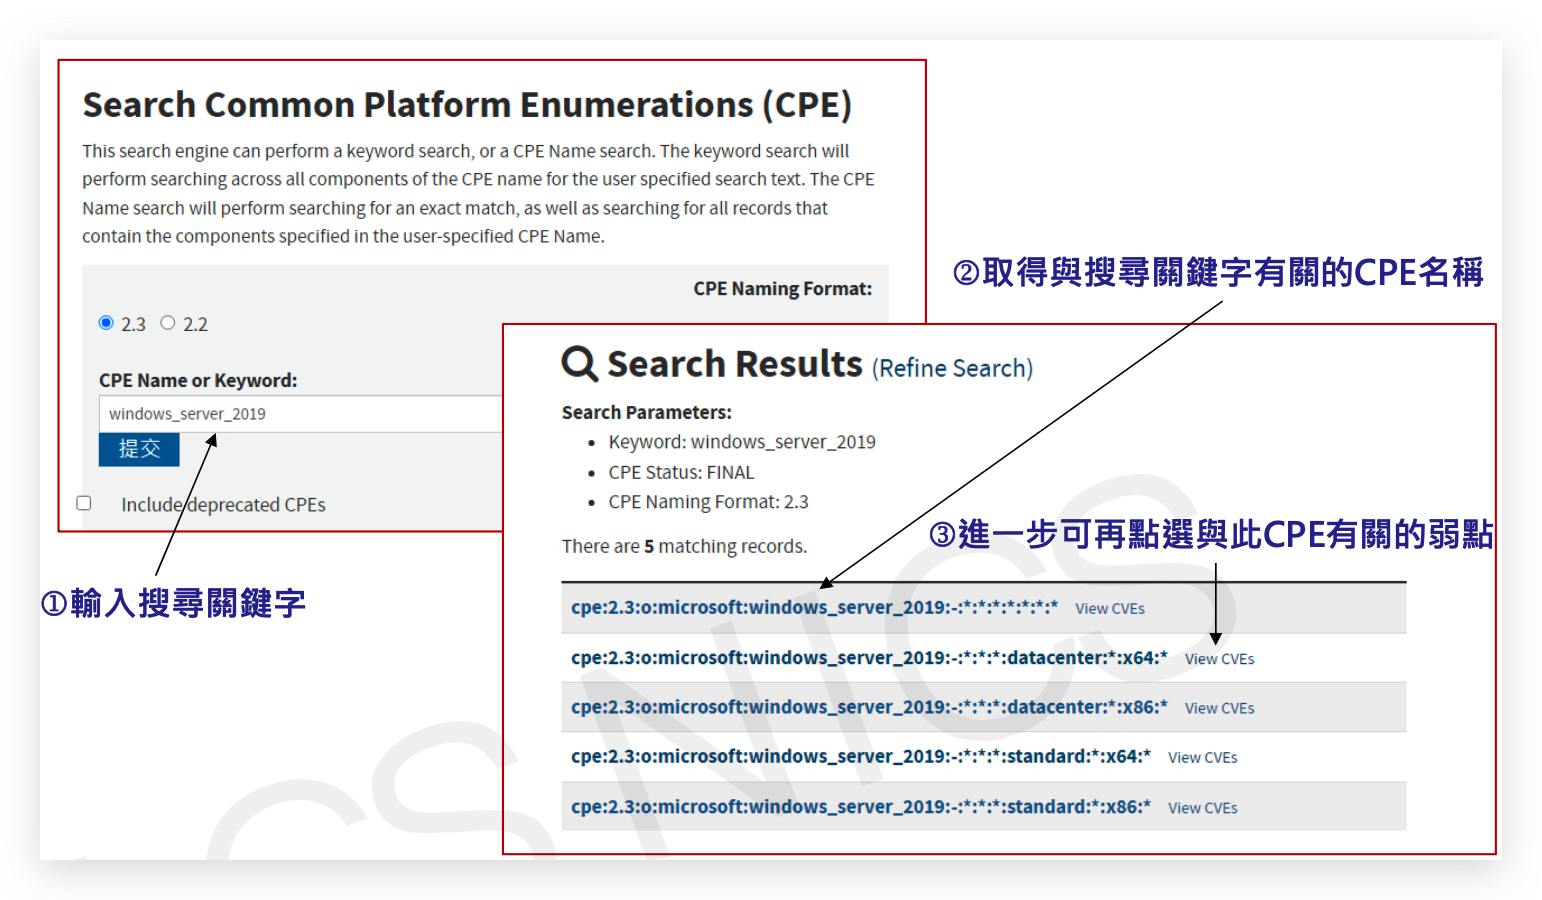 Search Common Platform Enumerations (CPE)
This search engine can perform a keyword search, or a CPE Name search. The keyword search will
perform searching across all components of the CPE name for the user specified search text. The CPE
Name search will perform searching for an exact match, as well as searching for all records that
contain the components specified in the user-specified CPE Name.
CPE Naming Format:
2.3 2.2
CPE Name or Keyword:
windows_server_2019
提交
Include deprecated CPEs
①輸入搜尋關鍵字
②取得與搜尋關鍵字有關的CPE名稱
Search Results (Refine Search)
Search Parameters:
• Keyword: windows_server_2019
• CPE Status: FINAL
• CPE Naming Format: 2.3
There are 5 matching records.
③進一步可再點選與此CPE有關的弱點
cpe:2.3:o:microsoft:windows_server_2019:-:*:*:*:*:*:*:* View CVEs
cpe:2.3:o:microsoft:windows_server_2019:-:*:*:*:datacenter:*:x64:* View CVEs
cpe:2.3:o:microsoft:windows_server_2019:-:*:*:*:datacenter:*:x86:* View CVEs
cpe:2.3:o:microsoft:windows_server_2019:-:*:*:*:standard:*:x64:* View CVEs
cpe:2.3:o:microsoft:windows_server_2019:-:*:*:*:standard:*:x86:* View CVEs
CS NICS